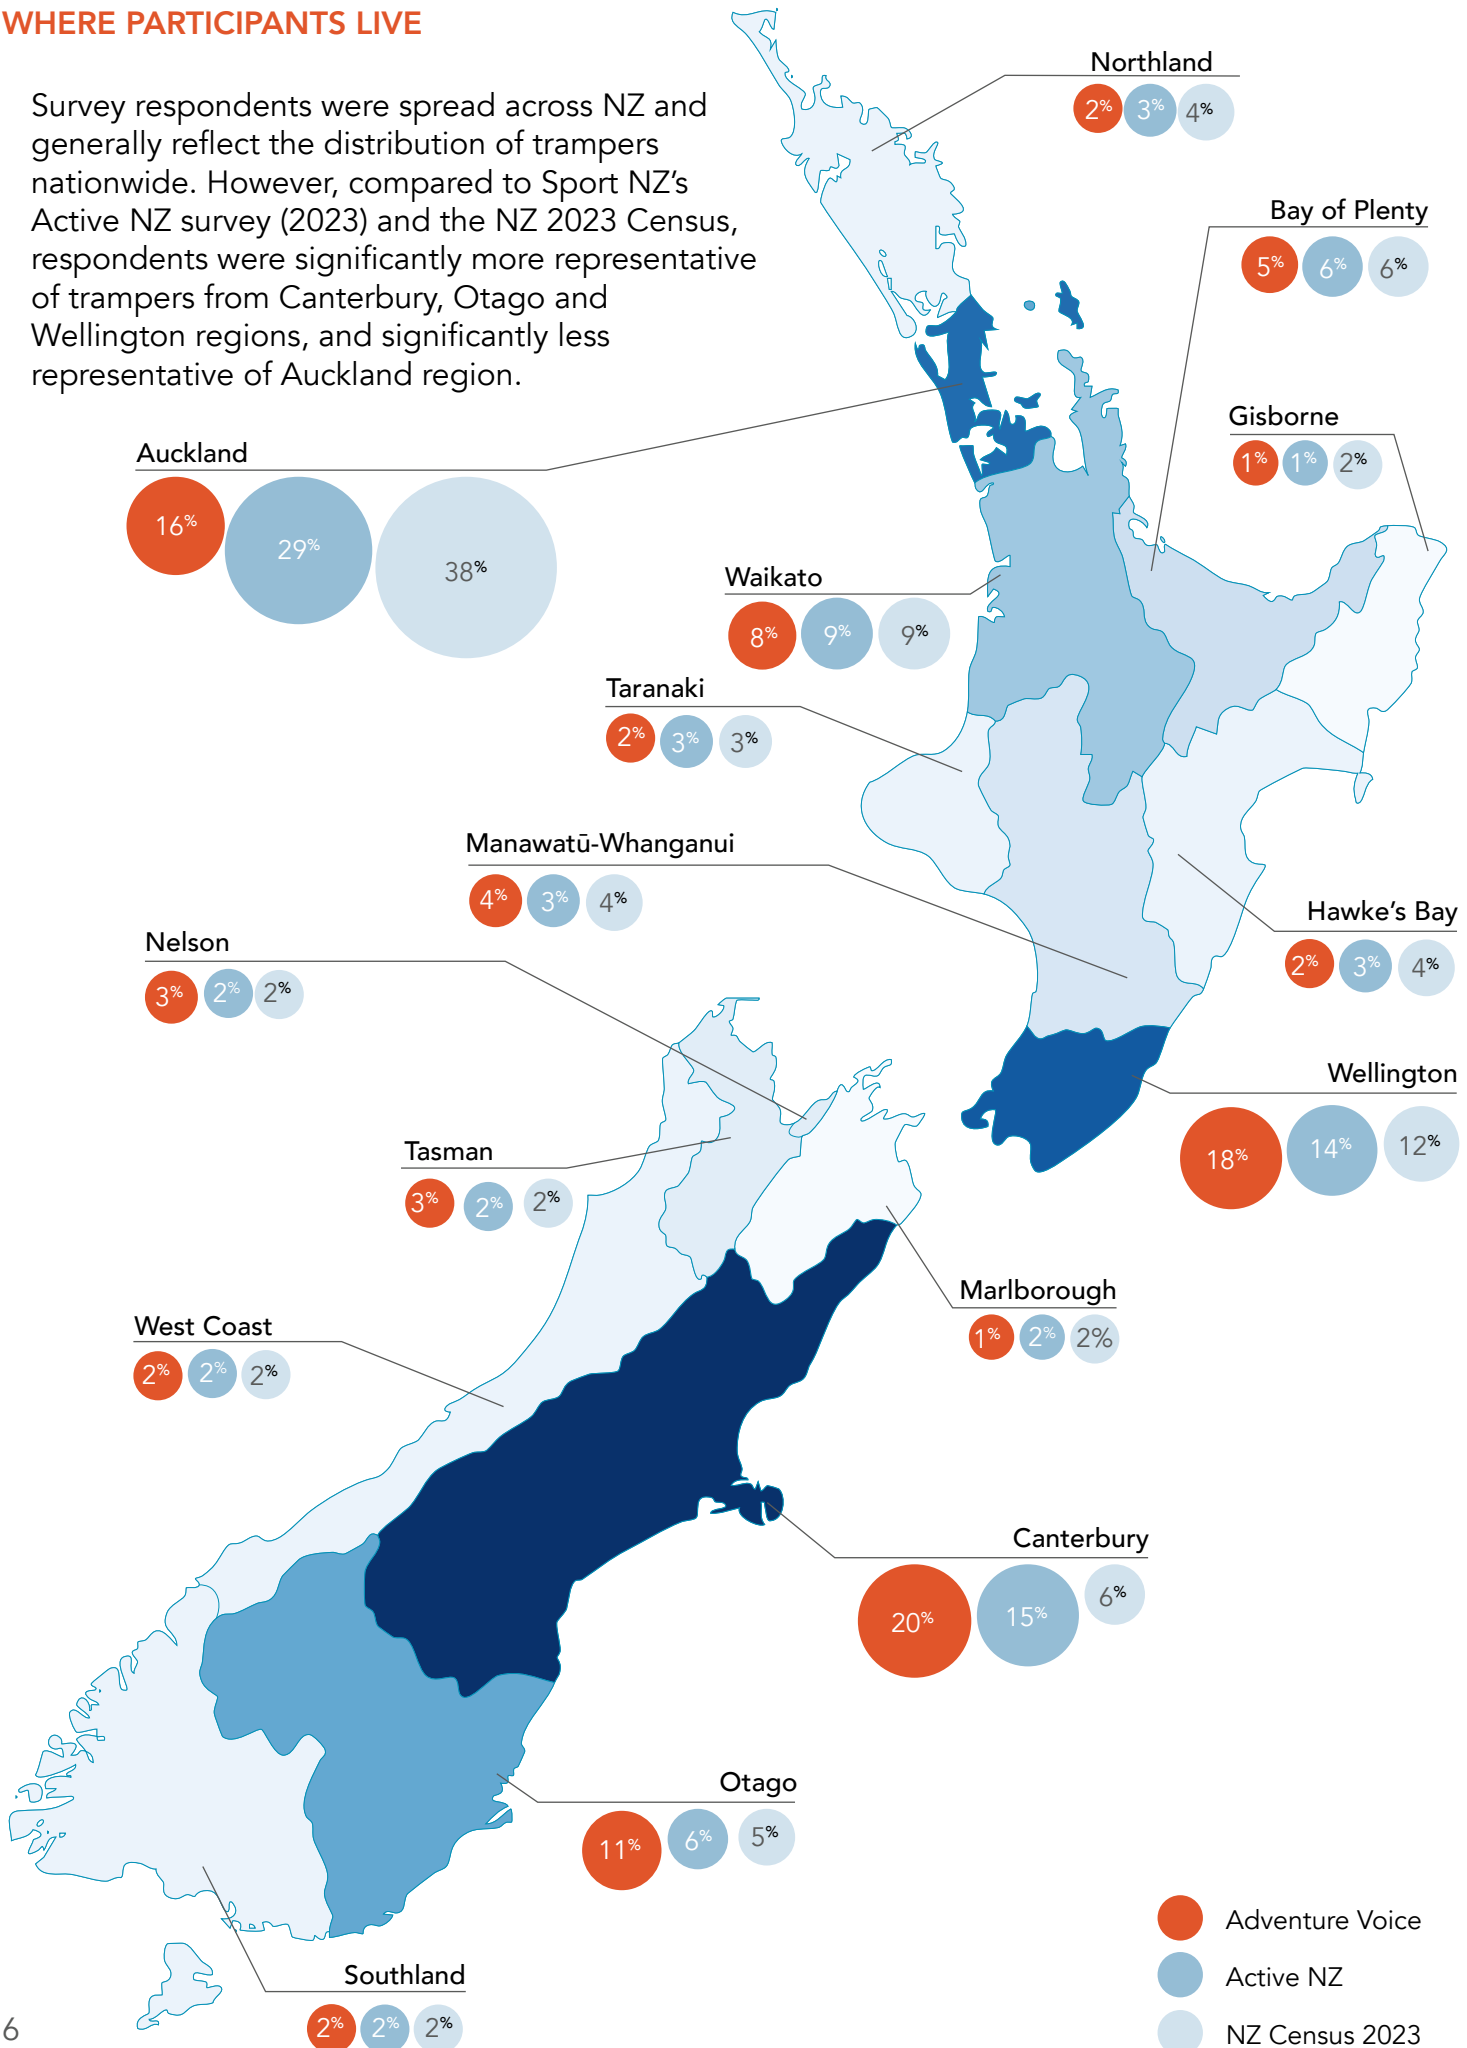 WHERE PARTICIPANTS LIVE
Survey respondents were spread across NZ and
generally reflect the distribution of trampers
nationwide. However, compared to Sport NZ’s
Active NZ survey (2023) and the NZ 2023 Census,
respondents were significantly more representative
of trampers from Canterbury, Otago and
Wellington regions, and significantly less
representative of Auckland region.
Northland
2% 3% 4%
Bay of Plenty
5% 6% 6%
Gisborne
1% 1% 2%
Auckland
16% 29% 38%
Waikato
8% 9% 9%
Taranaki
2% 3% 3%
Manawatū-Whanganui
4% 3% 4%
Hawke’s Bay
2% 3% 4%
Nelson
3% 2% 2%
Wellington
18% 14% 12%
Tasman
3% 2% 2%
Marlborough
1% 2% 2%
West Coast
2% 2% 2%
Canterbury
20% 15% 6%
Otago
11% 6% 5%
Southland
2% 2% 2%
Adventure Voice
Active NZ
NZ Census 2023
6